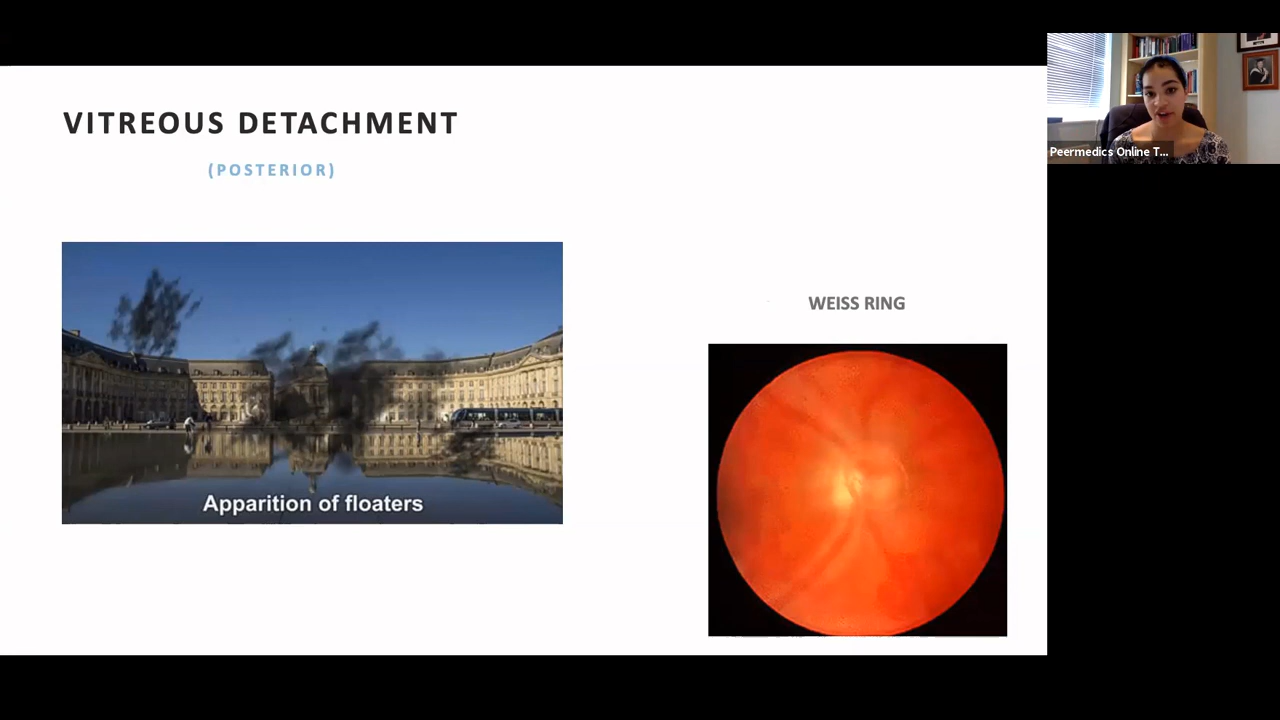 VITREOUS DETACHMENT
(POSTERIOR)
Apparition of floaters
WEISS RING
Peermedics Online T...